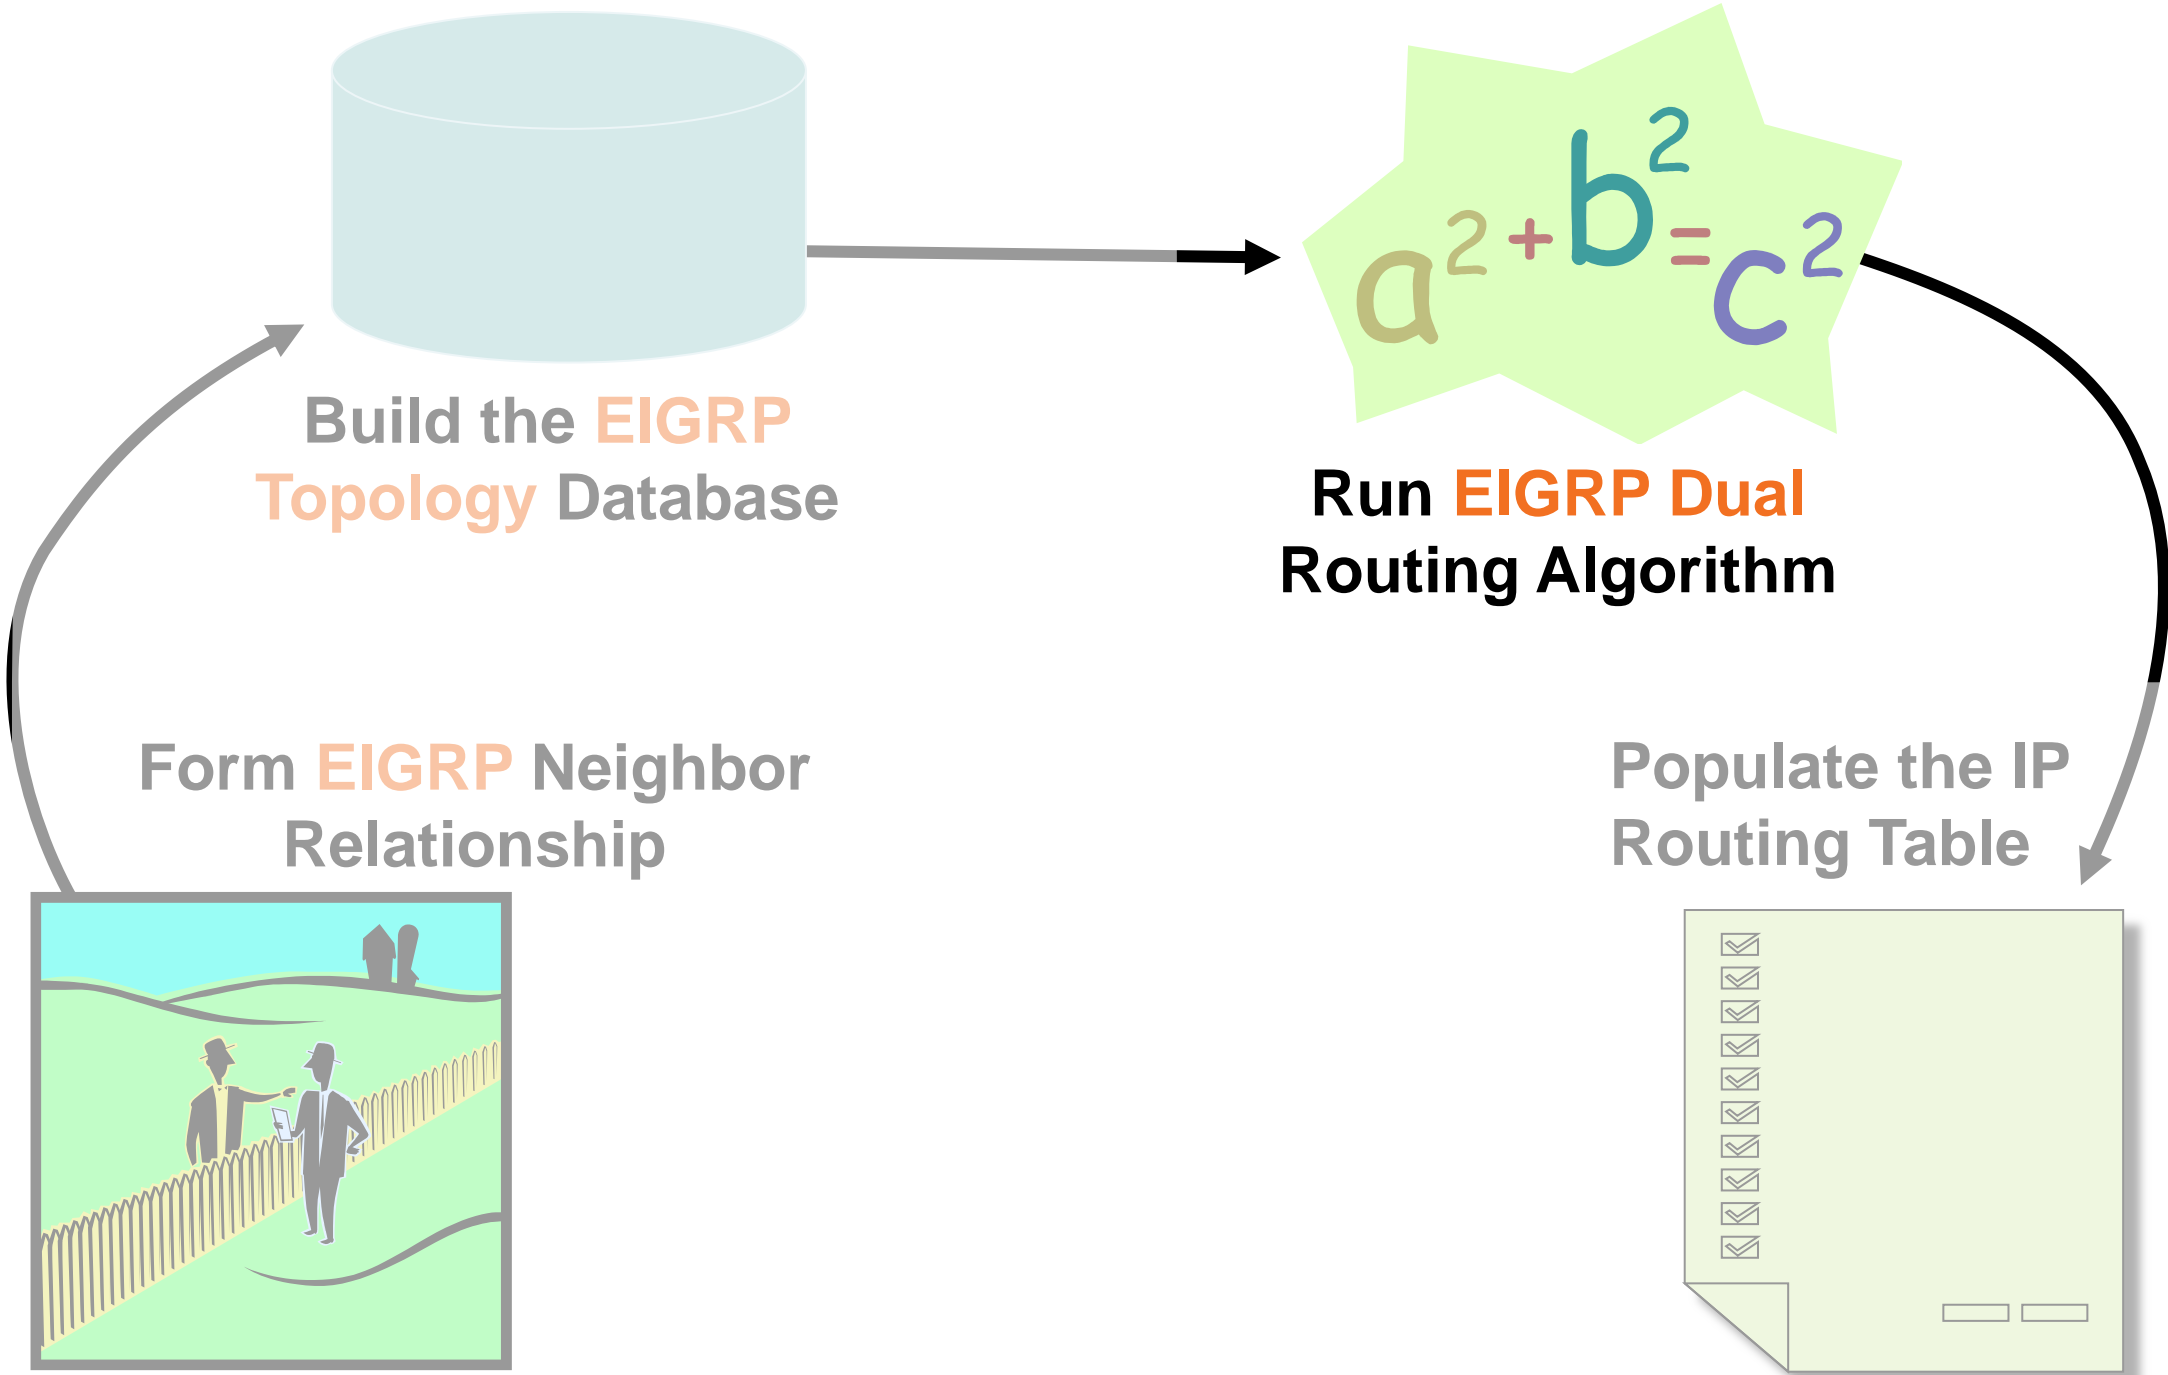 a² + b² = c²
Build the EIGRP
Topology Database
Run EIGRP Dual
Routing Algorithm
Form EIGRP Neighbor
Relationship
Populate the IP
Routing Table